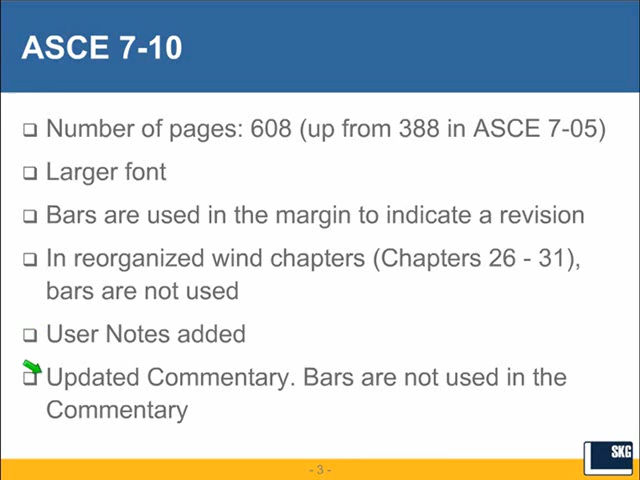 ASCE 7-10
Number of pages: 608 (up from 388 in ASCE 7-05)
Larger font
Bars are used in the margin to indicate a revision
In reorganized wind chapters (Chapters 26 - 31),
bars are not used
User Notes added
Updated Commentary. Bars are not used in the
Commentary
SKG
- 3 -